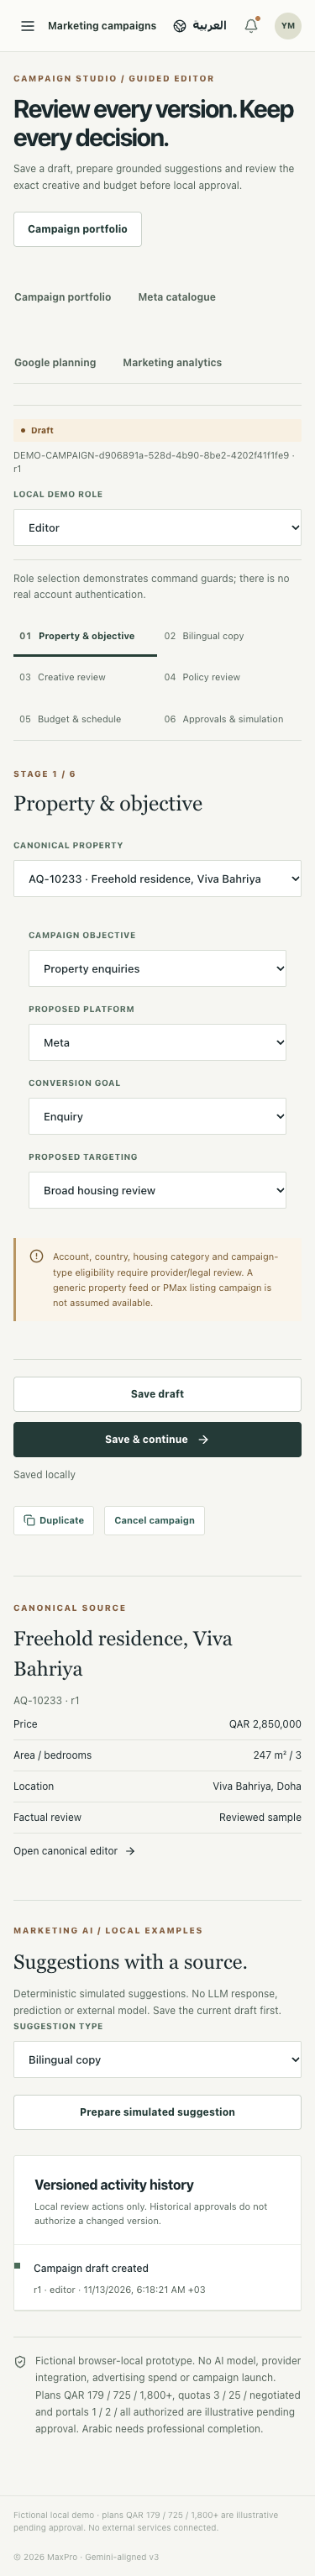 Marketing campaigns
العربية
YM
CAMPAIGN STUDIO / GUIDED EDITOR
Review every version. Keep
every decision.
Save a draft, prepare grounded suggestions and review the
exact creative and budget before local approval.
Campaign portfolio
Campaign portfolio Meta catalogue
Google planning Marketing analytics
Draft
DEMO-CAMPAIGN-d906891a-528d-4b90-8be2-4202f41f1fe9 ·
r1
LOCAL DEMO ROLE
Editor
Role selection demonstrates command guards; there is no
real account authentication.
01 Property & objective 02 Bilingual copy
03 Creative review 04 Policy review
05 Budget & schedule 06 Approvals & simulation
STAGE 1 / 6
Property & objective
CANONICAL PROPERTY
AQ-10233 · Freehold residence, Viva Bahriya
CAMPAIGN OBJECTIVE
Property enquiries
PROPOSED PLATFORM
Meta
CONVERSION GOAL
Enquiry
PROPOSED TARGETING
Broad housing review
Account, country, housing category and campaign-
type eligibility require provider/legal review. A
generic property feed or PMax listing campaign is
not assumed available.
Save draft
Save & continue
Saved locally
Duplicate Cancel campaign
CANONICAL SOURCE
Freehold residence, Viva
Bahriya
AQ-10233 · r1
Price QAR 2,850,000
Area / bedrooms 247 m² / 3
Location Viva Bahriya, Doha
Factual review Reviewed sample
Open canonical editor
MARKETING AI / LOCAL EXAMPLES
Suggestions with a source.
Deterministic simulated suggestions. No LLM response,
prediction or external model. Save the current draft first.
SUGGESTION TYPE
Bilingual copy
Prepare simulated suggestion
Versioned activity history
Local review actions only. Historical approvals do not
authorize a changed version.
Campaign draft created
r1 · editor · 11/13/2026, 6:18:21 AM +03
Fictional browser-local prototype. No AI model, provider
integration, advertising spend or campaign launch.
Plans QAR 179 / 725 / 1,800+, quotas 3 / 25 / negotiated
and portals 1 / 2 / all authorized are illustrative pending
approval. Arabic needs professional completion.
Fictional local demo · plans QAR 179 / 725 / 1,800+ are illustrative
pending approval. No external services connected.
© 2026 MaxPro · Gemini-aligned v3